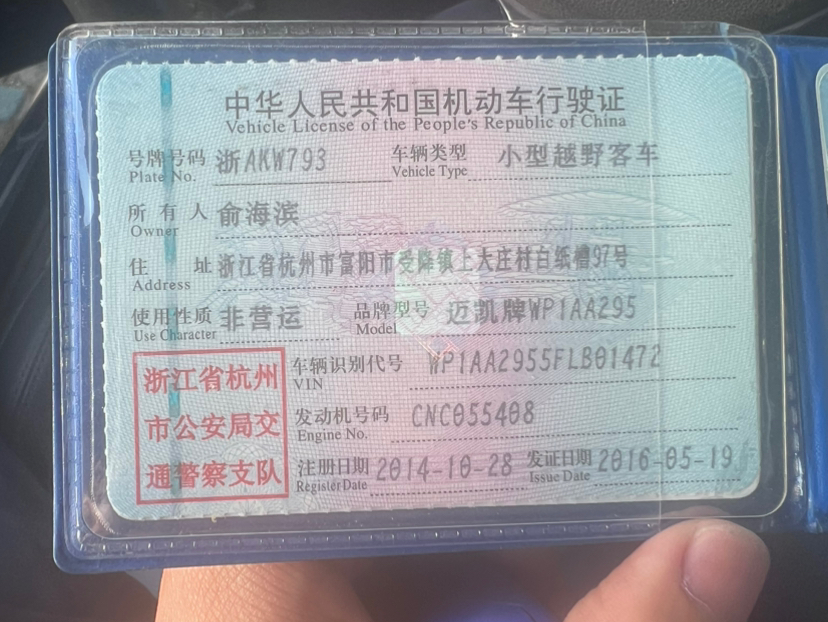 中华人民共和国机动车行驶证
Vehicle License of the People's Republic of China
号牌号码 浙AKW793 车辆类型 小型越野客车
Plate No. Vehicle Type
所有人 俞海滨
Owner
住址 浙江省杭州市富阳市受降镇上大庄村白纸槽97号
Address
使用性质 非营运 品牌型号 迈凯牌WP1AA295
Use Character Model
浙江省杭州
市公安局交
通警察支队
车辆识别代号 WP1AA2955FLB01472
VIN
发动机号码 CNC055408
Engine No.
注册日期 2014-10-28 发证日期 2016-05-19
Register Date Issue Date